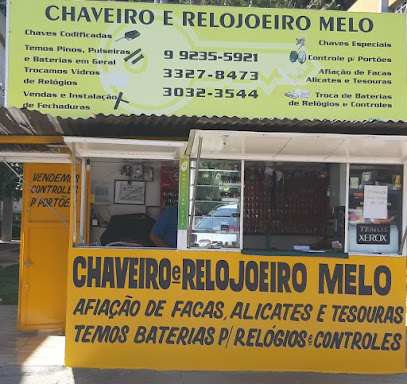 CHAVEIRO E RELOJOEIRO MELO
Chaves Codificadas
Temos Pinos, Pulseiras
e Baterias em Geral
Trocamos Vidros
de Relógios
Vendas e Instalação
de Fechaduras
9 9235-5921
3327-8473
3032-3544
Chaves Especiais
Controle p/ Portões
Afiação de Facas
Alicates e Tesouras
Troca de Baterias
de Relógios e Controles
VENDEMOS
CONTROLES
P/ PORTÕES
TEMOS
XEROX
CHAVEIRO e RELOJOEIRO MELO
AFIAÇÃO DE FACAS, ALICATES E TESOURAS
TEMOS BATERIAS P/ RELÓGIOS e CONTROLES